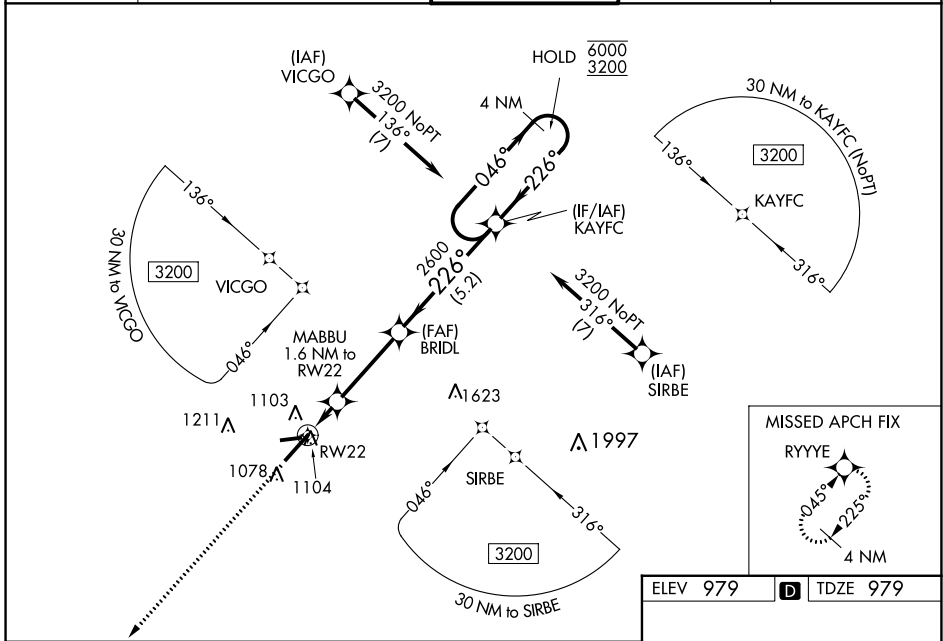 (IAF)
VICGO
3200 NoPT
136°
(7)
HOLD
6000
3200
4 NM
046°
226°
(IF/IAF)
KAYFC
30 NM to KAYFC (NoPT)
136°
3200
KAYFC
316°
136°
3200
VICGO
046°
30 NM to VICGO
2600
226°
(5.2)
3200 NoPT
316°
(7)
(IAF)
SIRBE
(FAF)
BRIDL
MABBU
1.6 NM to
RW22
1103
1211
RW22
1078
1104
1623
1997
SIRBE
046°
316°
3200
30 NM to SIRBE
MISSED APCH FIX
RYYYE
045°
225°
4 NM
ELEV 979
D
TDZE 979